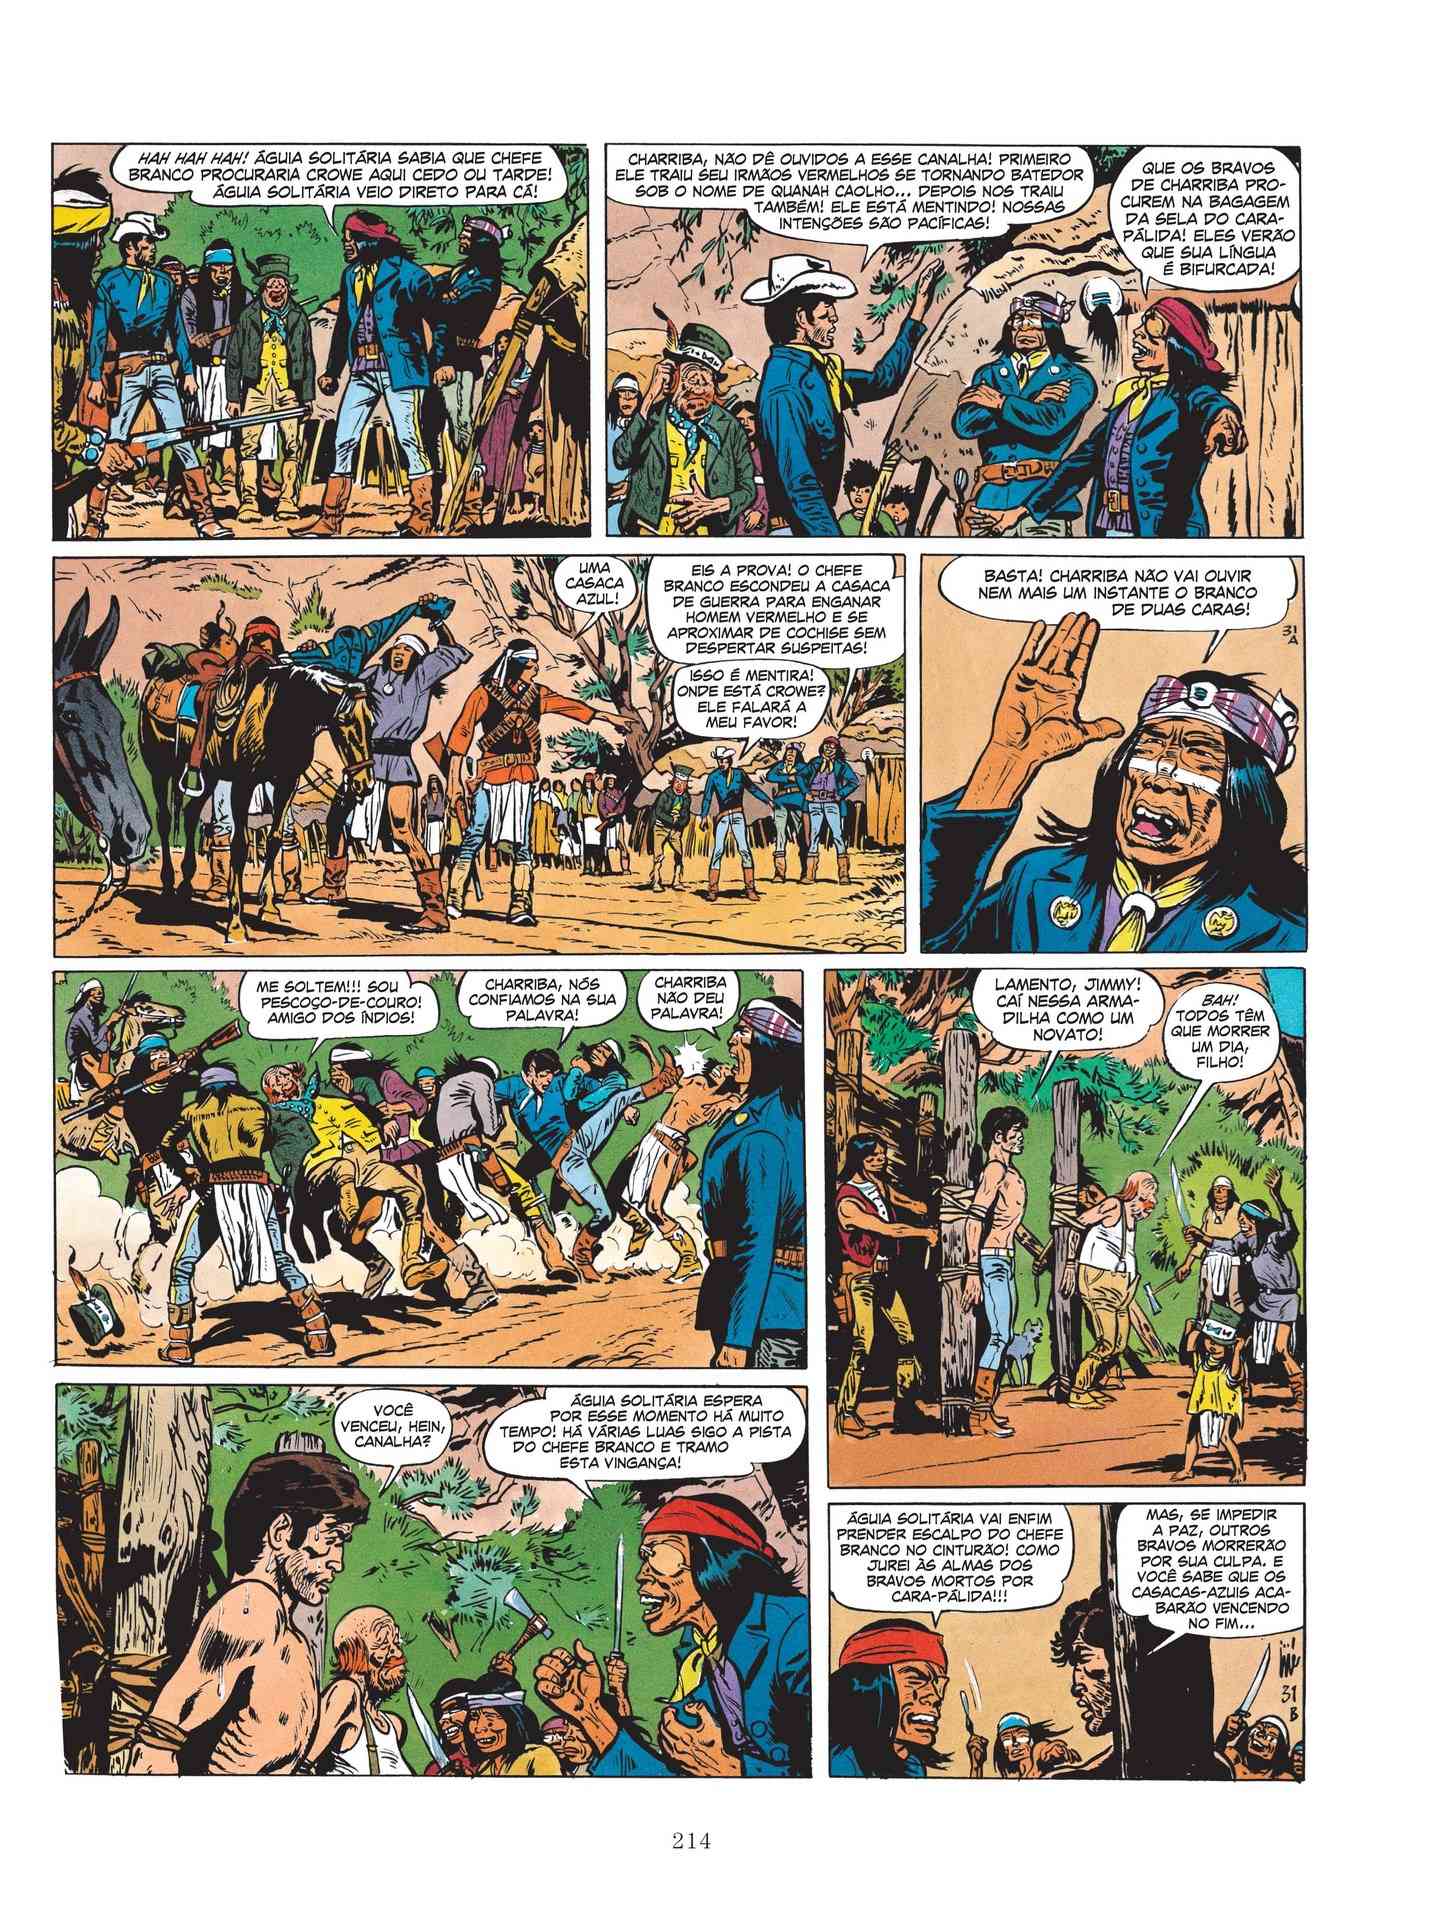 HAH HAH HAH! ÁGUIA SOLITÁRIA SABIA QUE CHEFE
BRANCO PROCURARIA CROWE AQUI CEDO OU TARDE!
ÁGUIA SOLITÁRIA VEIO DIRETO PARA CÁ!
CHARRIBA, NÃO DÊ OUVIDOS A ESSE CANALHA! PRIMEIRO
ELE TRAIU SEU IRMÃOS VERMELHOS SE TORNANDO BATEDOR
SOB O NOME DE QUANAH CAOLHO... DEPOIS NOS TRAIU
TAMBÉM! ELE ESTÁ MENTINDO! NOSSAS
INTENÇÕES SÃO PACÍFICAS!
QUE OS BRAVOS
DE CHARRIBA PRO-
CUREM NA BAGAGEM
DA SELA DO CARA-
PÁLIDA! ELES VERÃO
QUE SUA LÍNGUA
É BIFURCADA!
UMA
CASACA
AZUL!
EIS A PROVA! O CHEFE
BRANCO ESCONDEU A CASACA
DE GUERRA PARA ENGANAR
HOMEM VERMELHO E SE
APROXIMAR DE COCHISE SEM
DESPERTAR SUSPEITAS!
ISSO É MENTIRA!
ONDE ESTÁ CROWE?
ELE FALARÁ A
MEU FAVOR!
BASTA! CHARRIBA NÃO VAI OUVIR
NEM MAIS UM INSTANTE O BRANCO
DE DUAS CARAS!
31
A
ME SOLTEM!!! SOU
PESCOÇO-DE-COURO!
AMIGO DOS ÍNDIOS!
CHARRIBA, NÓS
CONFIAMOS NA SUA
PALAVRA!
CHARRIBA
NÃO DEU
PALAVRA!
LAMENTO, JIMMY!
CAÍ NESSA ARMA-
DILHA COMO UM
NOVATO!
BAH!
TODOS TÊM
QUE MORRER
UM DIA,
FILHO!
VOCÊ
VENCEU, HEIN,
CANALHA?
ÁGUIA SOLITÁRIA ESPERA
POR ESSE MOMENTO HÁ MUITO
TEMPO! HÁ VÁRIAS LUAS SIGO A PISTA
DO CHEFE BRANCO E TRAMO
ESTA VINGANÇA!
ÁGUIA SOLITÁRIA VAI ENFIM
PRENDER ESCALPO DO CHEFE
BRANCO NO CINTURÃO! COMO
JUREI ÀS ALMAS DOS
BRAVOS MORTOS POR
CARA-PÁLIDA!!!
MAS, SE IMPEDIR
A PAZ, OUTROS
BRAVOS MORRERÃO
POR SUA CULPA. E
VOCÊ SABE QUE OS
CASACAS-AZUIS ACA-
BARÃO VENCENDO
NO FIM...
31
B
214